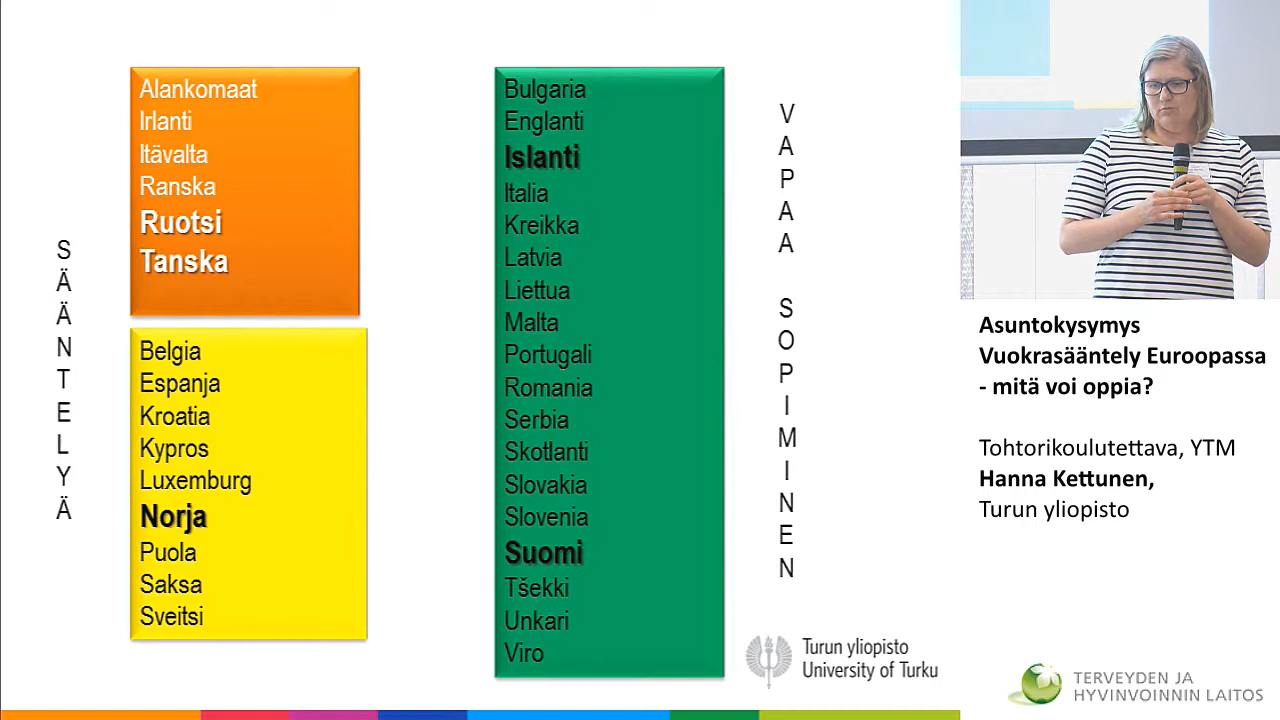 SÄÄNTELYÄ
Alankomaat
Irlanti
Itävalta
Ranska
Ruotsi
Tanska
Belgia
Espanja
Kroatia
Kypros
Luxemburg
Norja
Puola
Saksa
Sveitsi
Bulgaria
Englanti
Islanti
Italia
Kreikka
Latvia
Liettua
Malta
Portugali
Romania
Serbia
Skotlanti
Slovakia
Slovenia
Suomi
Tšekki
Unkari
Viro
VAPAA SOPIMINEN
Turun yliopisto
University of Turku
Asuntokysymys
Vuokrasääntely Euroopassa
- mitä voi oppia?
Tohtorikoulutettava, YTM
Hanna Kettunen,
Turun yliopisto
TERVEYDEN JA
HYVINVOINNIN LAITOS